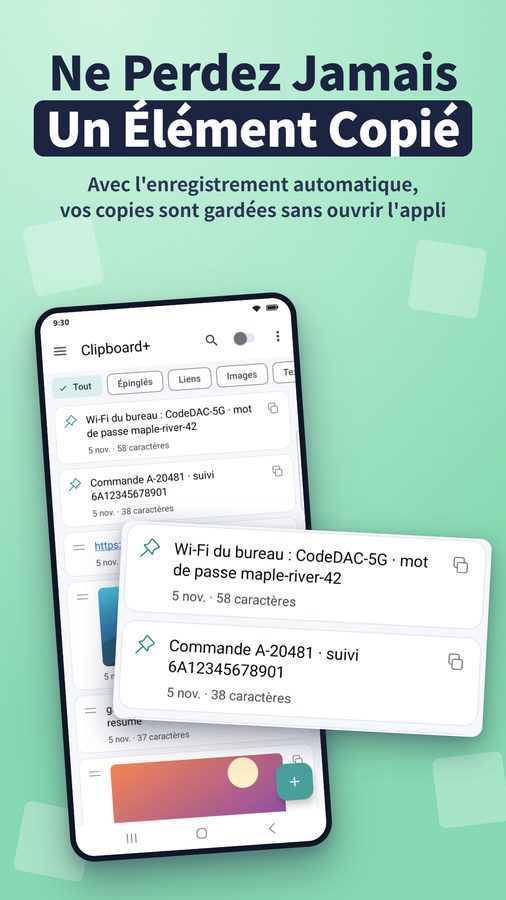 Ne Perdez Jamais
Un Élément Copié
Avec l'enregistrement automatique,
vos copies sont gardées sans ouvrir l'appli
9:30
Clipboard+
Tout
Épinglés
Liens
Images
Wi-Fi du bureau : CodeDAC-5G · mot
de passe maple-river-42
5 nov. · 58 caractères
Commande A-20481 · suivi
6A12345678901
5 nov. · 38 caractères
https:
5 nov.
Wi-Fi du bureau : CodeDAC-5G · mot
de passe maple-river-42
5 nov. · 58 caractères
Commande A-20481 · suivi
6A12345678901
5 nov. · 38 caractères
resume
5 nov. · 37 caractères